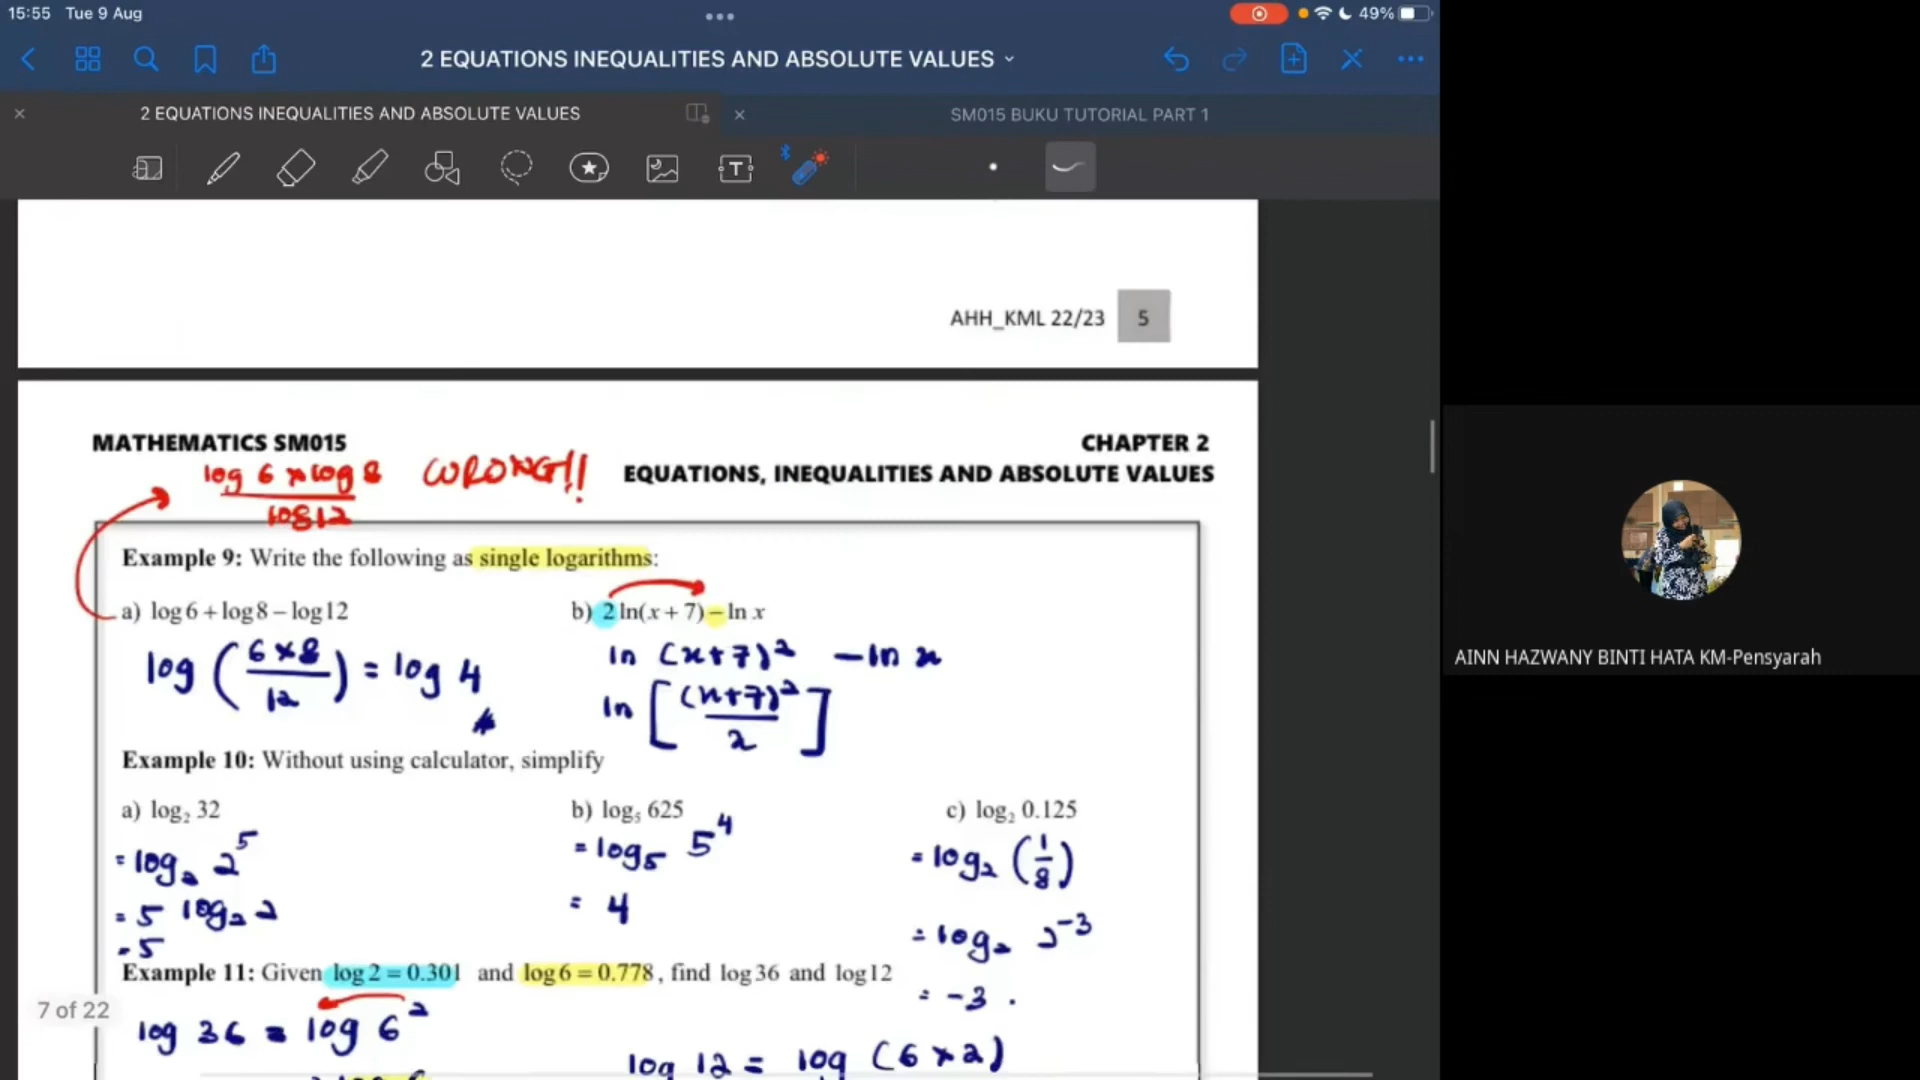 15:55 Tue 9 Aug
49%
2 EQUATIONS INEQUALITIES AND ABSOLUTE VALUES
2 EQUATIONS INEQUALITIES AND ABSOLUTE VALUES
SM015 BUKU TUTORIAL PART 1
AHH_KML 22/23 5
MATHEMATICS SM015
CHAPTER 2
EQUATIONS, INEQUALITIES AND ABSOLUTE VALUES
log 6 × log 8
log 12
WRONG!!
Example 9: Write the following as single logarithms:
a) log 6 + log 8 – log 12
b) 2 ln(x + 7) – ln x
log (6×8/12) = log 4
ln (x+7)² – ln x
ln [(x+7)²/x]
Example 10: Without using calculator, simplify
a) log₂ 32
b) log₅ 625
c) log₂ 0.125
= log₂ 2⁵
= log₅ 5⁴
= log₂ (1/8)
= 5 log₂ 2
= 4
= log₂ 2⁻³
= 5
= -3 .
Example 11: Given log 2 = 0.301 and log 6 = 0.778, find log 36 and log 12
7 of 22
log 36 = log 6²
log 12 = log (6 × 2)
AINN HAZWANY BINTI HATA KM-Pensyarah